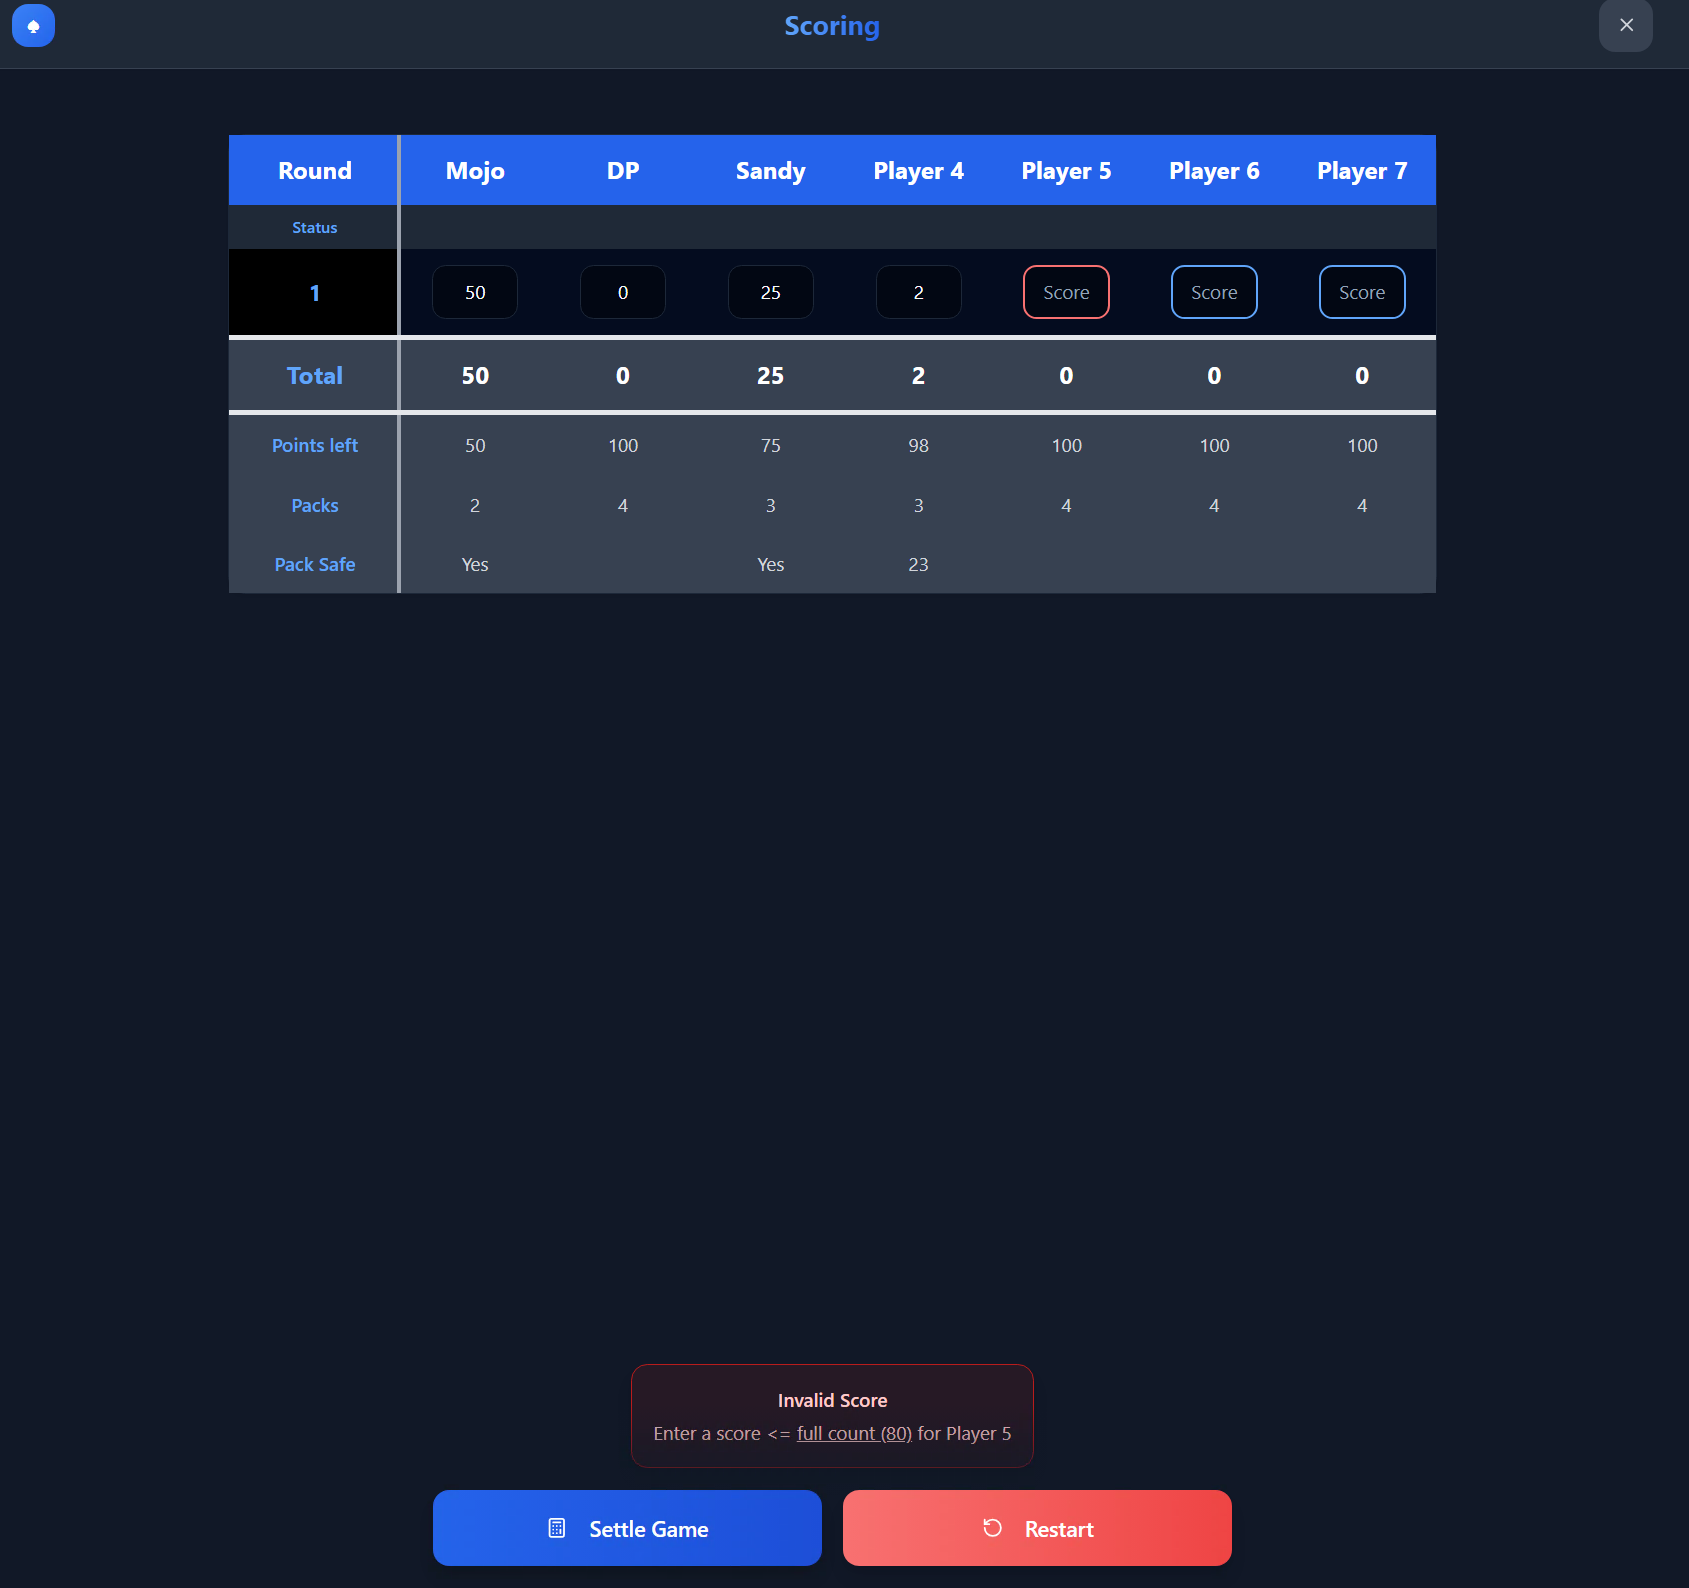 Scoring
Round Mojo DP Sandy Player 4 Player 5 Player 6 Player 7
Status
1 50 0 25 2 Score Score Score
Total 50 0 25 2 0 0 0
Points left 50 100 75 98 100 100 100
Packs 2 4 3 3 4 4 4
Pack Safe Yes Yes 23
Invalid Score
Enter a score <= full count (80) for Player 5
Settle Game Restart